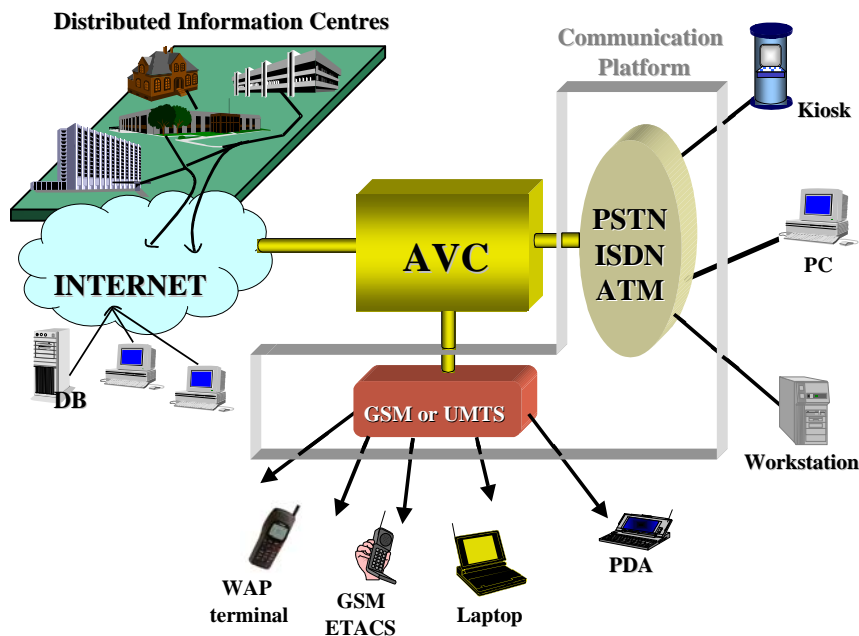 Distributed Information Centres
Communication
Platform
Kiosk
PSTN
ISDN
ATM
AVC
PC
INTERNET
DB
GSM or UMTS
Workstation
WAP
terminal
GSM
ETACS
Laptop
PDA